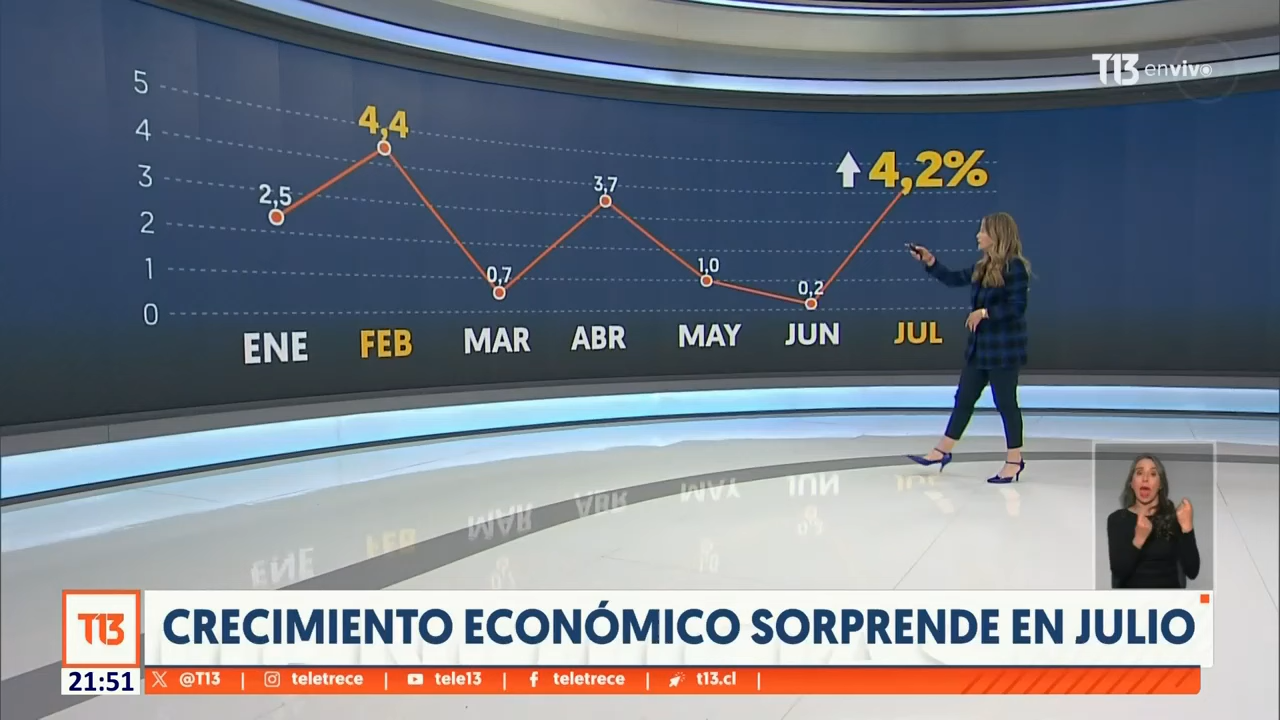 T13 envivo
5
4
3
2
1
0
2,5
4,4
0,7
3,7
1,0
0,2
4,2%
ENE FEB MAR ABR MAY JUN JUL
T13
CRECIMIENTO ECONÓMICO SORPRENDE EN JULIO
21:51 @T13 | teletrece | tele13 | teletrece | t13.cl |